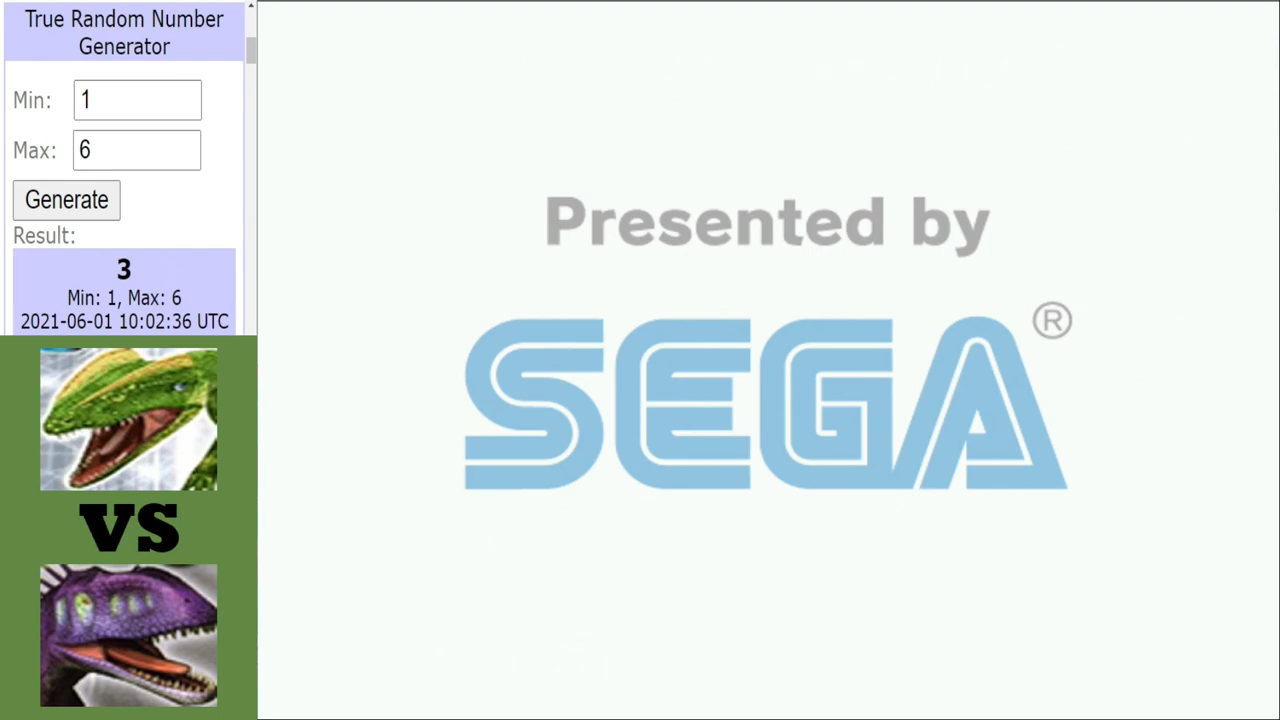 True Random Number
Generator
Min: 1
Max: 6
Generate
Result:
3
Min: 1, Max: 6
2021-06-01 10:02:36 UTC
vs
Presented by
SEGA®